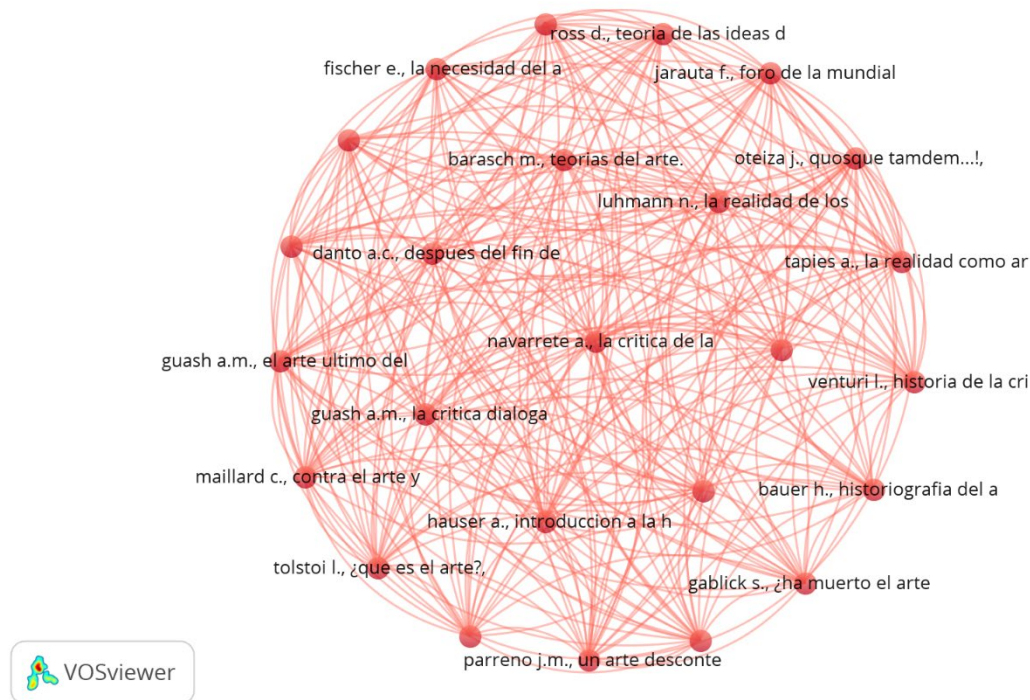 ross d., teoria de las ideas d
fischer e., la necesidad del a
jarauta f., foro de la mundial
barasch m., teorias del arte.
oteiza j., quosque tamdem...!,
luhmann n., la realidad de los
danto a.c., despues del fin de
tapies a., la realidad como ar
navarrete a., la critica de la
guash a.m., el arte ultimo del
venturi l., historia de la cri
guash a.m., la critica dialoga
maillard c., contra el arte y
bauer h., historiografia del a
hauser a., introduccion a la h
tolstoi l., ¿que es el arte?,
gablick s., ¿ha muerto el arte
parreno j.m., un arte desconte
VOSviewer